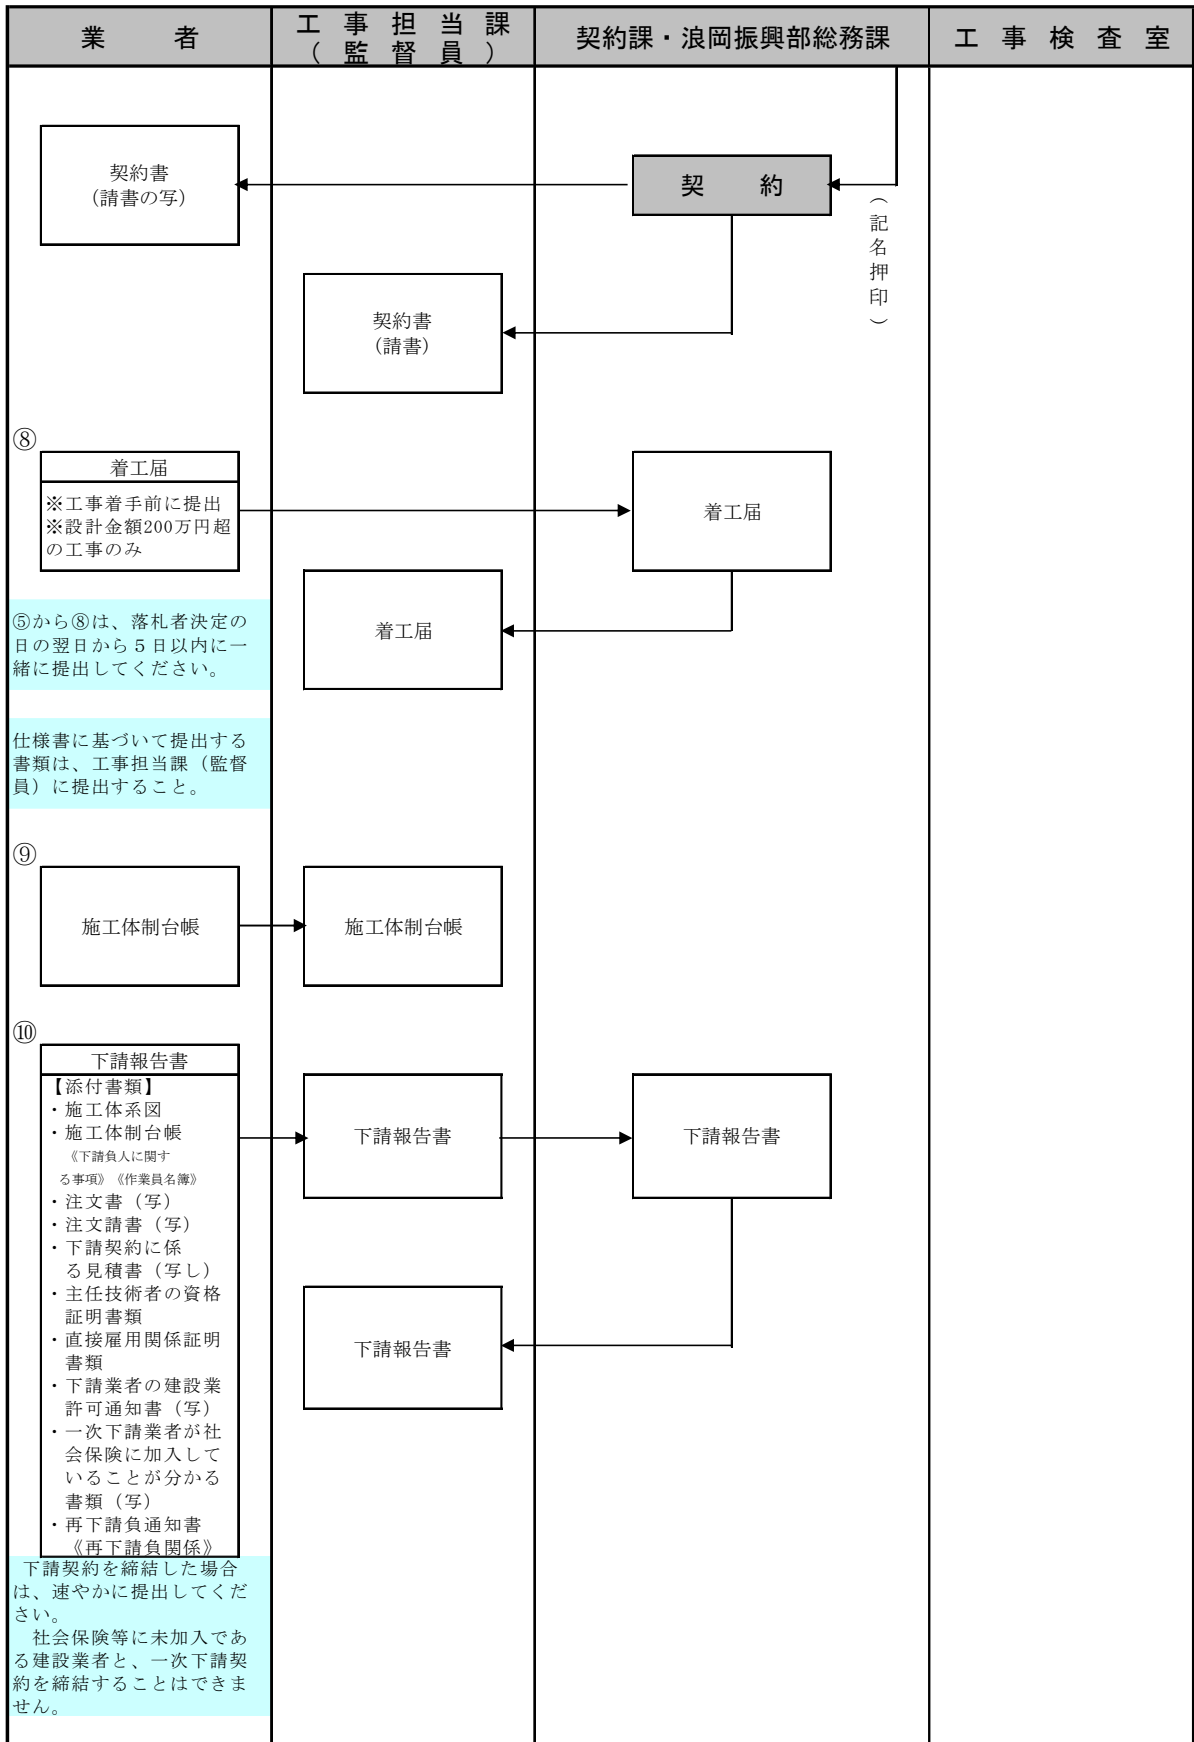 業者
工事担当課
（監督員）
契約課・浪岡振興部総務課
工事検査室
契約書
（請書の写）
契約
（記名押印）
契約書
（請書）
⑧
着工届
※工事着手前に提出
※設計金額200万円超
の工事のみ
着工届
着工届
⑤から⑧は、落札者決定の
日の翌日から５日以内に一
緒に提出してください。
仕様書に基づいて提出する
書類は、工事担当課（監督
員）に提出すること。
⑨
施工体制台帳
施工体制台帳
⑩
下請報告書
【添付書類】
・施工体系図
・施工体制台帳
《下請負人に関す
る事項》《作業員名簿》
・注文書（写）
・注文請書（写）
・下請契約に係
る見積書（写し）
・主任技術者の資格
証明書類
・直接雇用関係証明
書類
・下請業者の建設業
許可通知書（写）
・一次下請業者が社
会保険に加入して
いることが分かる
書類（写）
・再下請負通知書
《再下請負関係》
下請報告書
下請報告書
下請報告書
下請契約を締結した場合
は、速やかに提出してくだ
さい。
社会保険等に未加入であ
る建設業者と、一次下請契
約を締結することはできま
せん。